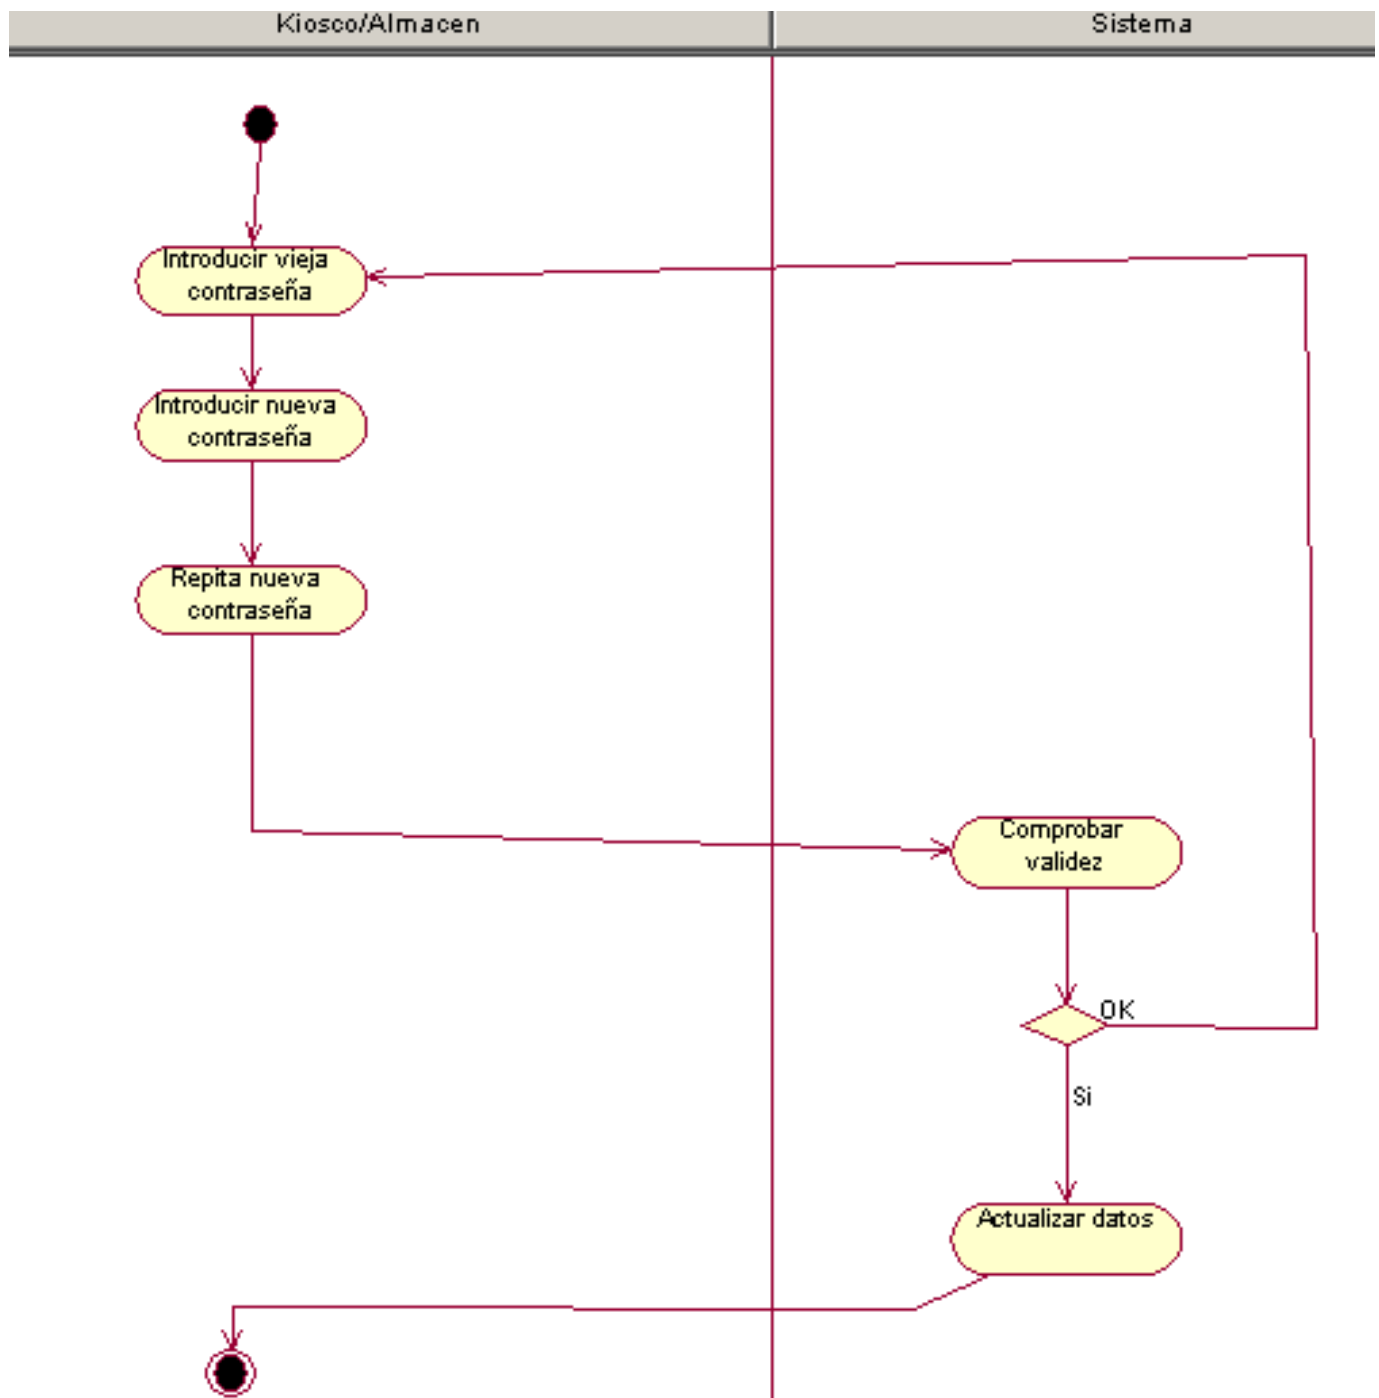 Kiosco/Almacen
Sistema
Introducir vieja
contraseña
Introducir nueva
contraseña
Repita nueva
contraseña
Comprobar
validez
OK
Si
Actualizar datos